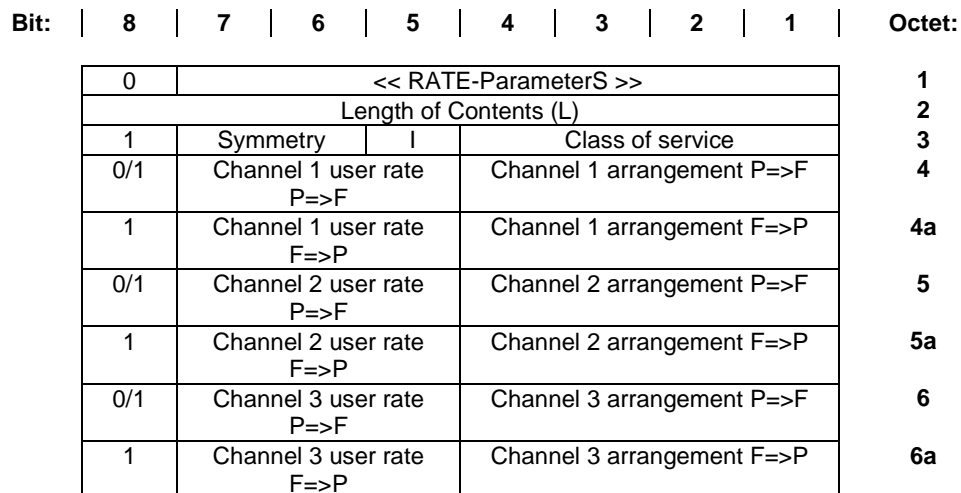 Bit: 8 7 6 5 4 3 2 1 Octet:
0 << RATE-ParameterS >> 1
Length of Contents (L) 2
1 Symmetry I Class of service 3
0/1 Channel 1 user rate Channel 1 arrangement P=>F 4
P=>F
1 Channel 1 user rate Channel 1 arrangement F=>P 4a
F=>P
0/1 Channel 2 user rate Channel 2 arrangement P=>F 5
P=>F
1 Channel 2 user rate Channel 2 arrangement F=>P 5a
F=>P
0/1 Channel 3 user rate Channel 3 arrangement P=>F 6
P=>F
1 Channel 3 user rate Channel 3 arrangement F=>P 6a
F=>P